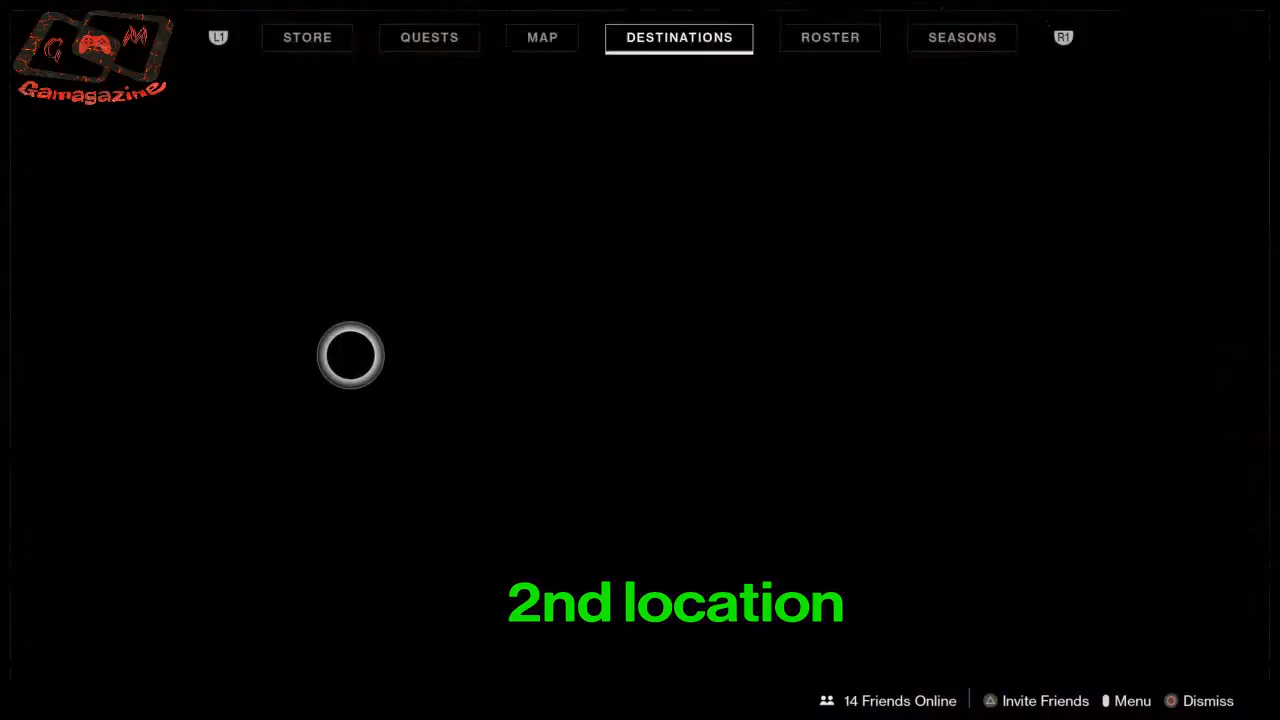 G M
Gamagazine
L1 STORE QUESTS MAP DESTINATIONS ROSTER SEASONS R1
2nd location
14 Friends Online Invite Friends Menu Dismiss